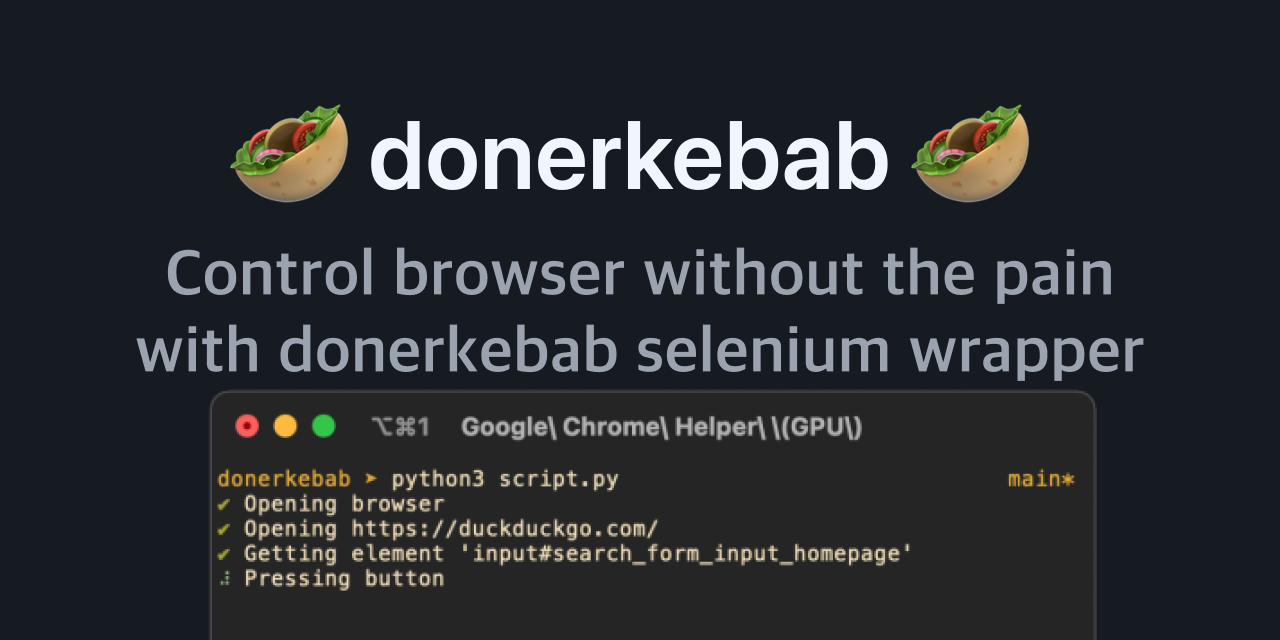 🥙 donerkebab 🥙
Control browser without the pain
with donerkebab selenium wrapper
⌥⌘1 Google\ Chrome\ Helper\ \(GPU\)
donerkebab ➤ python3 script.py main*
✔ Opening browser
✔ Opening https://duckduckgo.com/
✔ Getting element 'input#search_form_input_homepage'
⠼ Pressing button